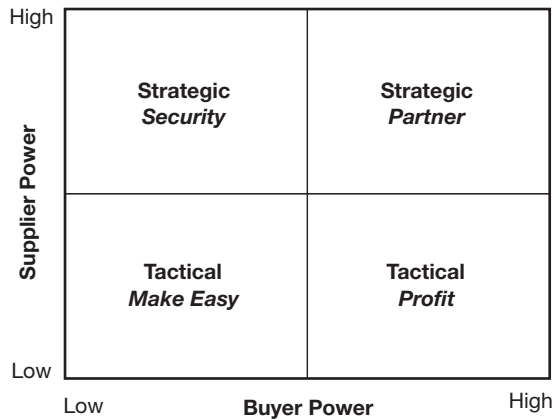 High
Strategic
Security
Strategic
Partner
Supplier Power
Tactical
Make Easy
Tactical
Profit
Low
Low
Buyer Power
High